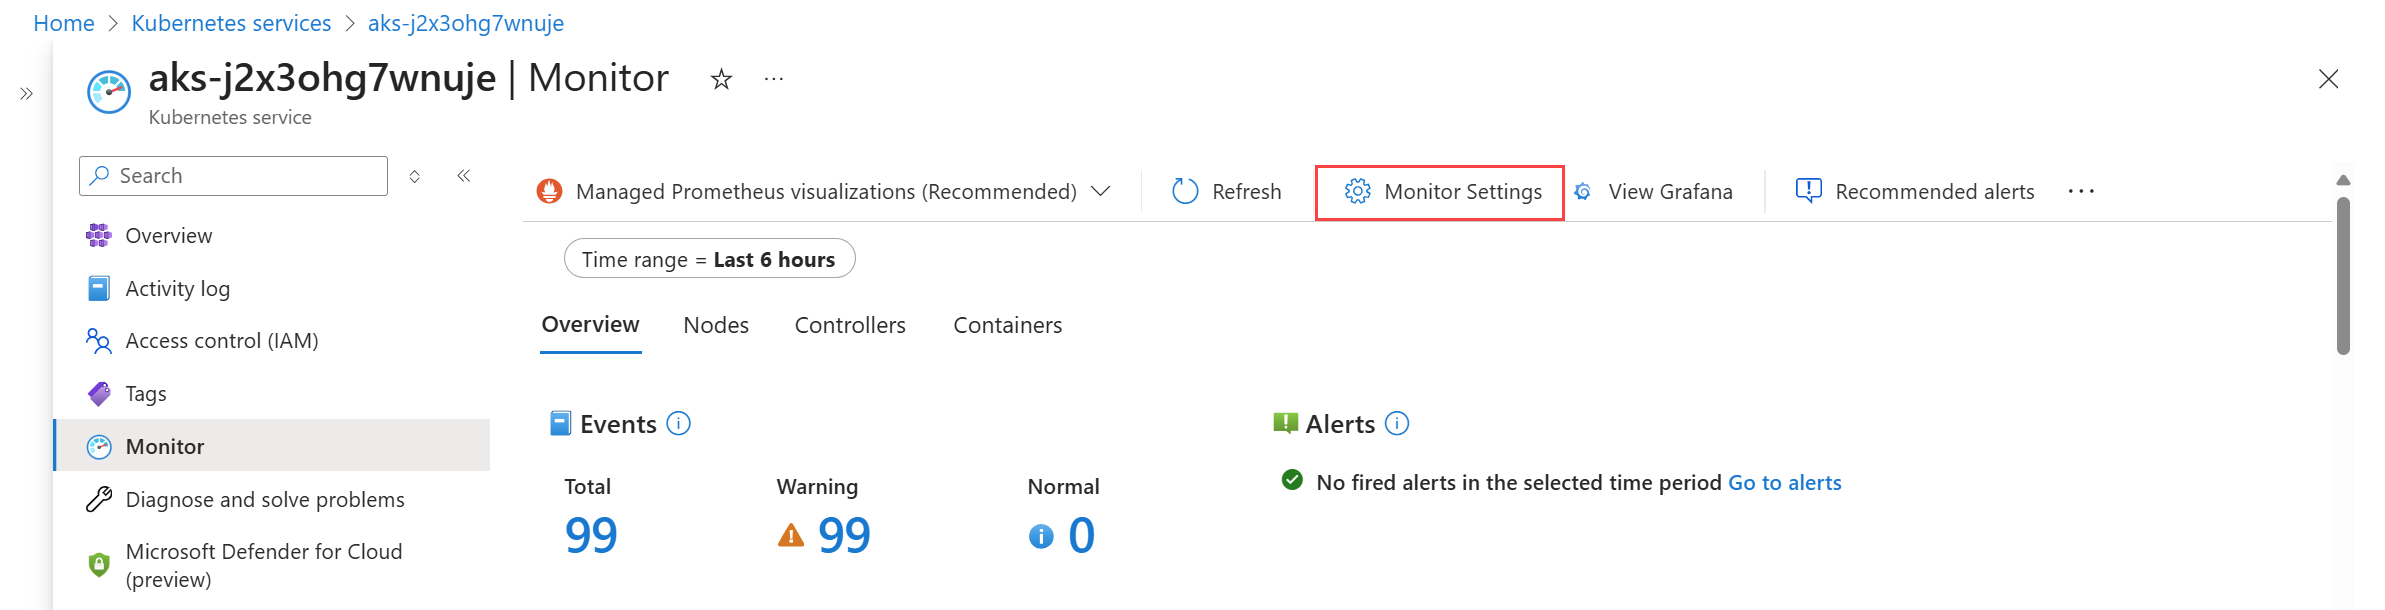 Home > Kubernetes services > aks-j2x3ohg7wnuje
aks-j2x3ohg7wnuje | Monitor
Kubernetes service
Search
Overview
Activity log
Access control (IAM)
Tags
Monitor
Diagnose and solve problems
Microsoft Defender for Cloud
(preview)
Managed Prometheus visualizations (Recommended)
Refresh
Monitor Settings
View Grafana
Recommended alerts
Time range = Last 6 hours
Overview Nodes Controllers Containers
Events
Total Warning Normal
99 99 0
Alerts
No fired alerts in the selected time period Go to alerts